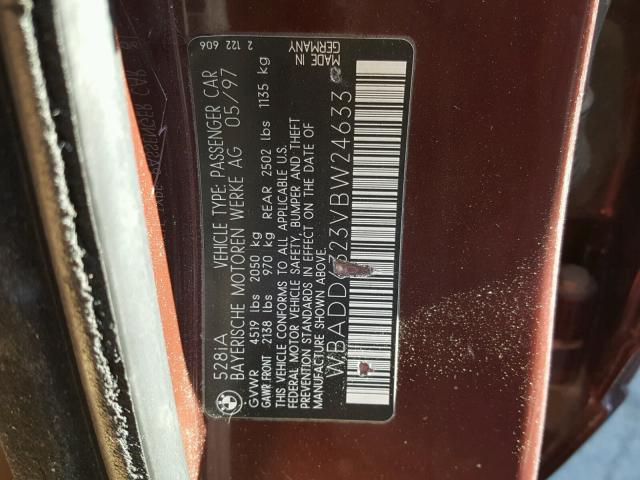 528IA VEHICLE TYPE: PASSENGER CAR
BAYERISCHE MOTOREN WERKE AG 05/97
GVWR 4519 lbs 2050 kg
GAWR FRONT 2138 lbs 970 kg REAR 2502 lbs 1135 kg
THIS VEHICLE CONFORMS TO ALL APPLICABLE U.S.
FEDERAL MOTOR VEHICLE SAFETY, BUMPER AND THEFT
PREVENTION STANDARDS IN EFFECT ON THE DATE OF
MANUFACTURE SHOWN ABOVE
MADE IN
GERMANY
2 122 606